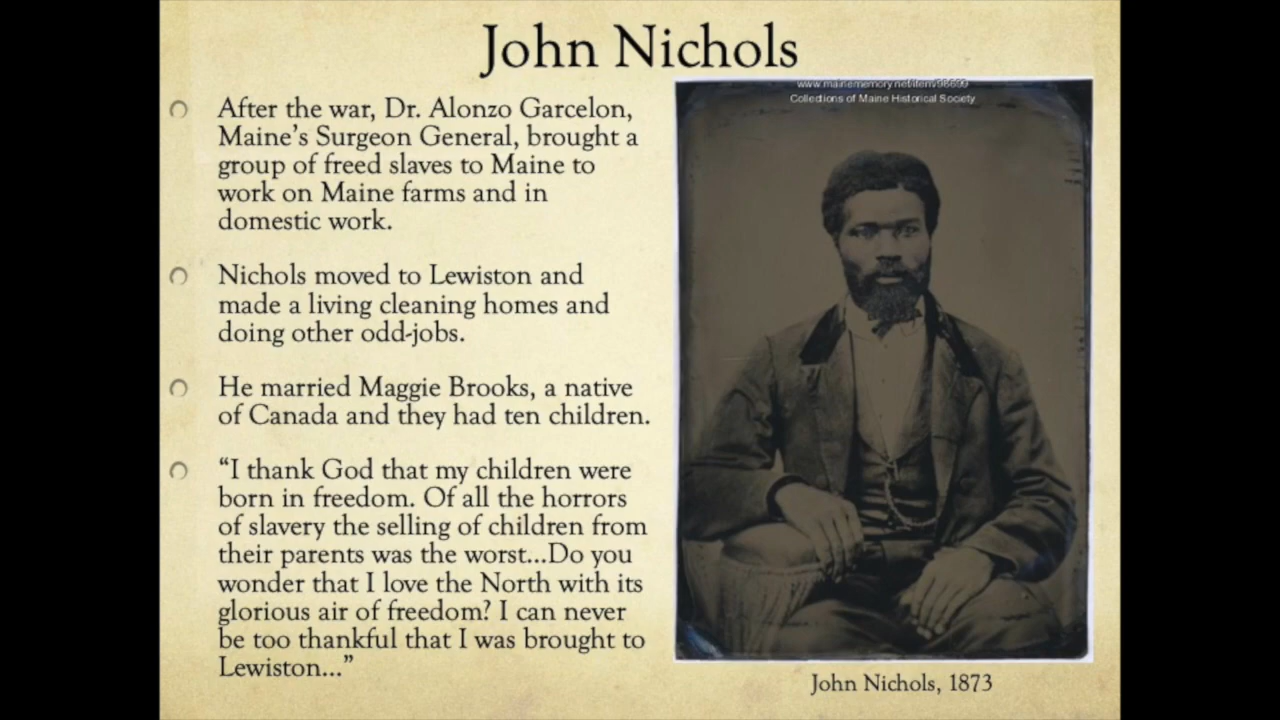 John Nichols
After the war, Dr. Alonzo Garcelon,
Maine's Surgeon General, brought a
group of freed slaves to Maine to
work on Maine farms and in
domestic work.
Nichols moved to Lewiston and
made a living cleaning homes and
doing other odd-jobs.
He married Maggie Brooks, a native
of Canada and they had ten children.
“I thank God that my children were
born in freedom. Of all the horrors
of slavery the selling of children from
their parents was the worst...Do you
wonder that I love the North with its
glorious air of freedom? I can never
be too thankful that I was brought to
Lewiston...”
Collections of Maine Historical Society
John Nichols, 1873